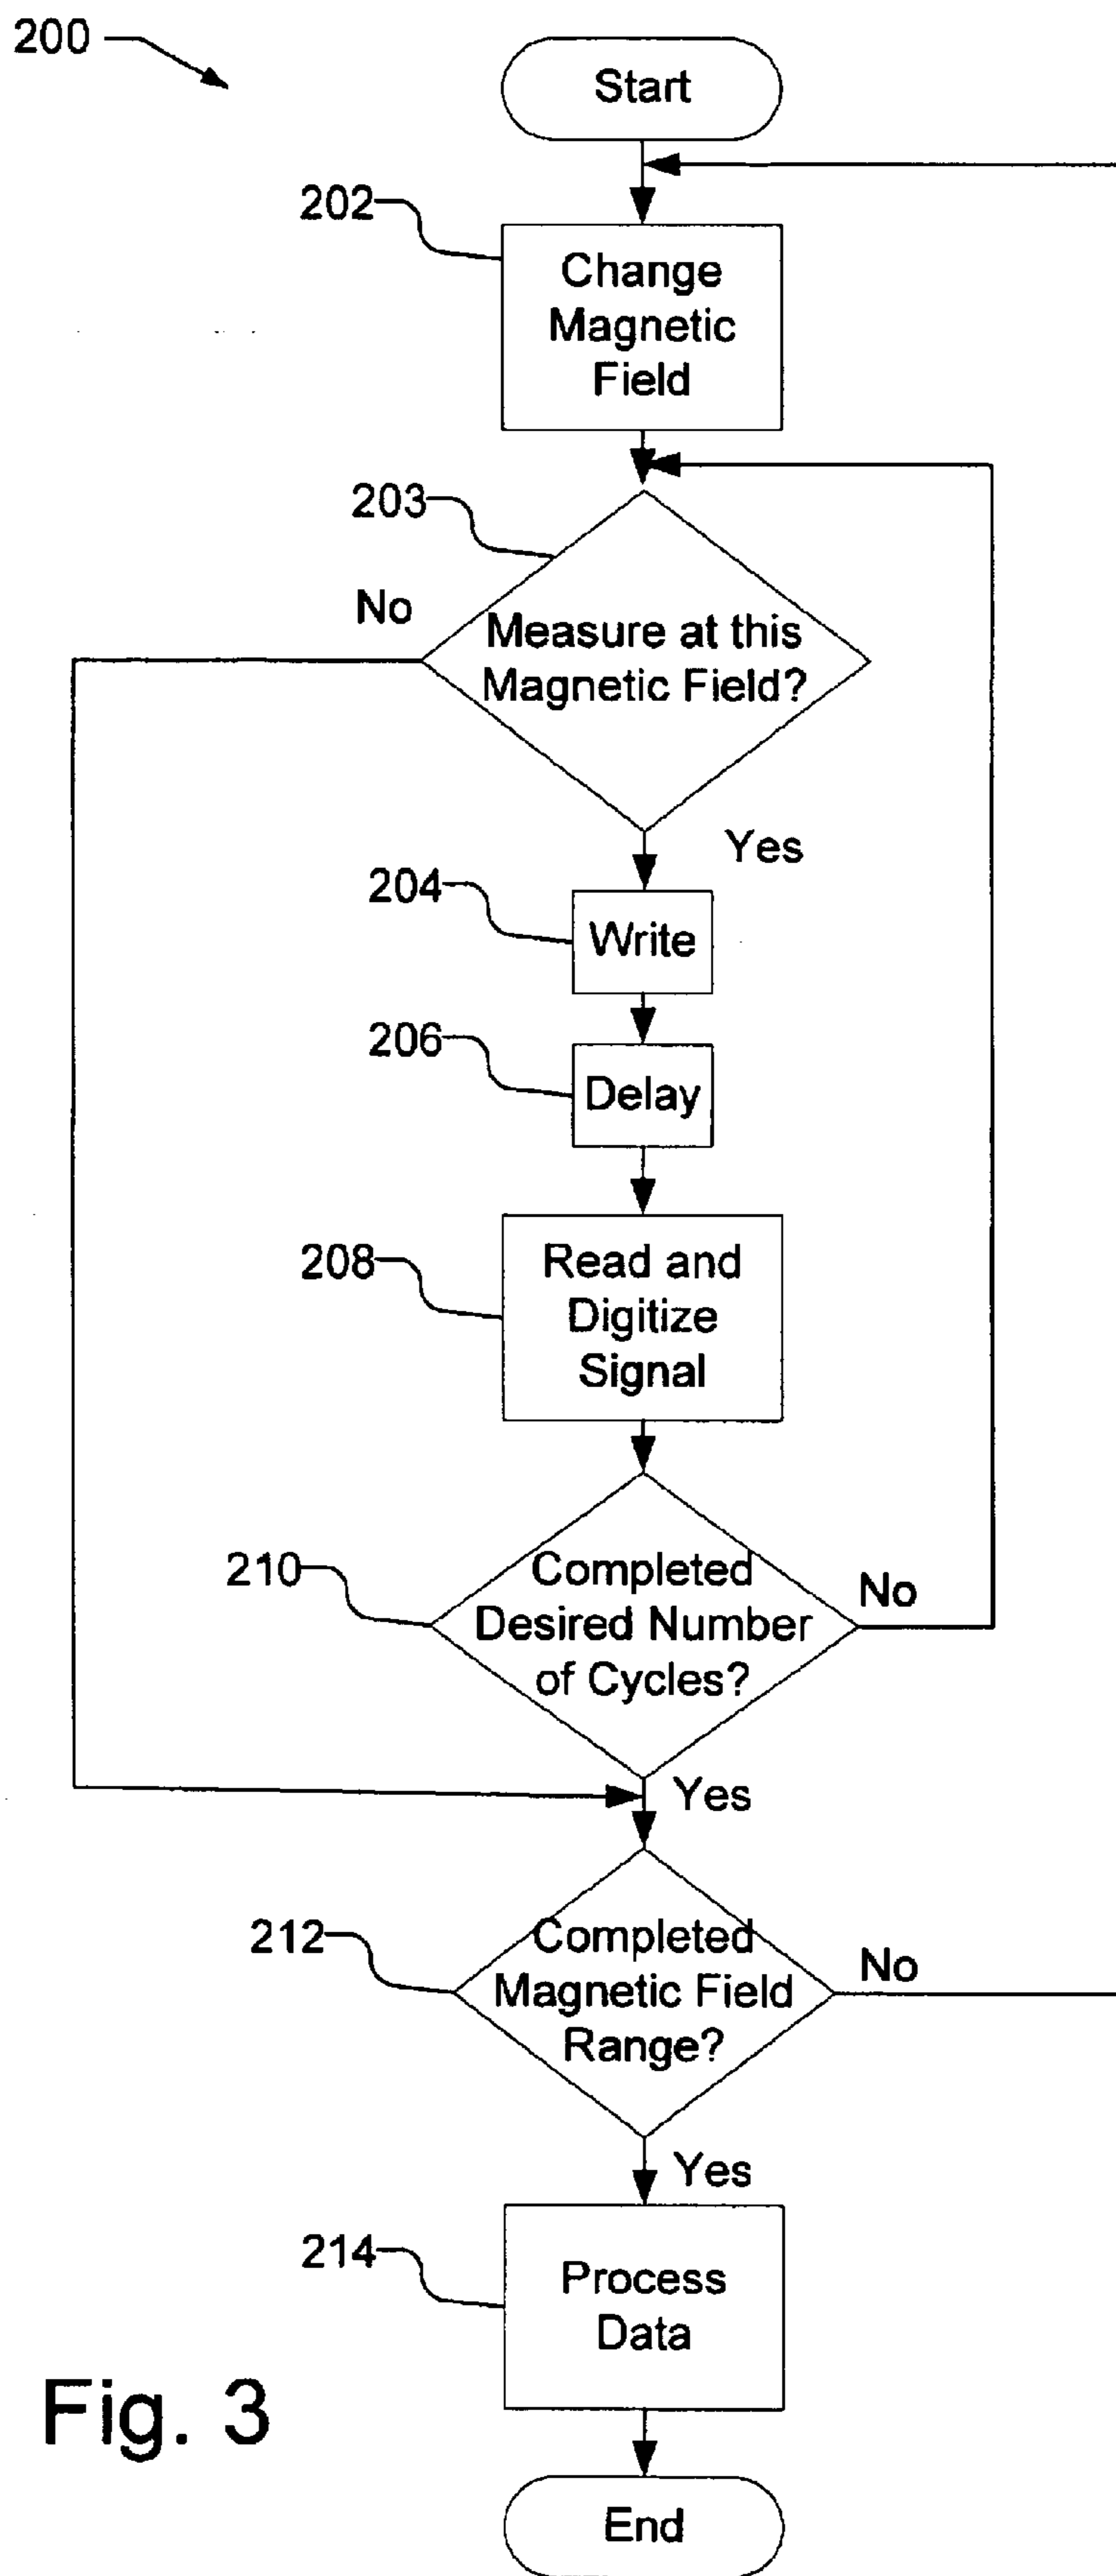 200
Start
202
Change
Magnetic
Field
203
No
Measure at this
Magnetic Field?
Yes
204
Write
206
Delay
208
Read and
Digitize
Signal
210
Completed
Desired Number
of Cycles?
No
Yes
212
Completed
Magnetic Field
Range?
No
Yes
214
Process
Data
Fig. 3
End